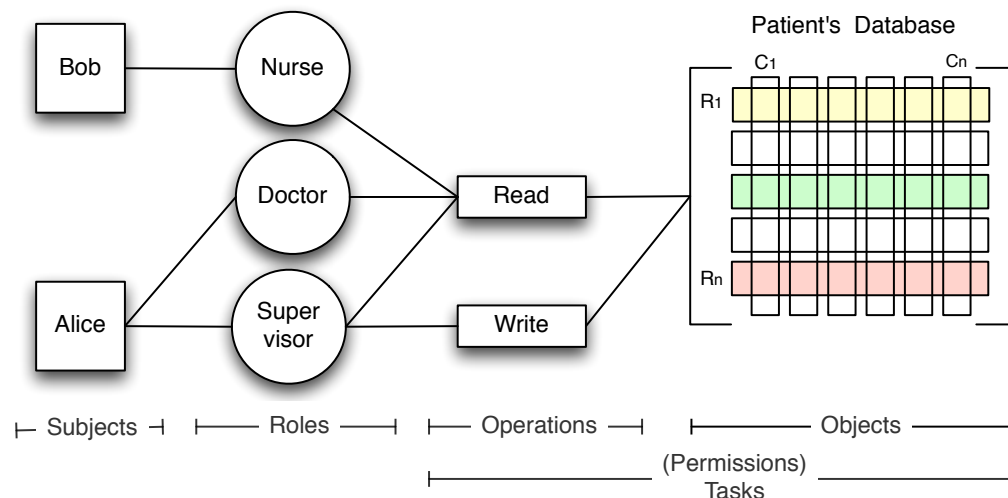 Patient's Database
Bob
Nurse
C1
Cn
R1
Doctor
Read
Rn
Alice
Super
visor
Write
Subjects
Roles
Operations
Objects
(Permissions)
Tasks